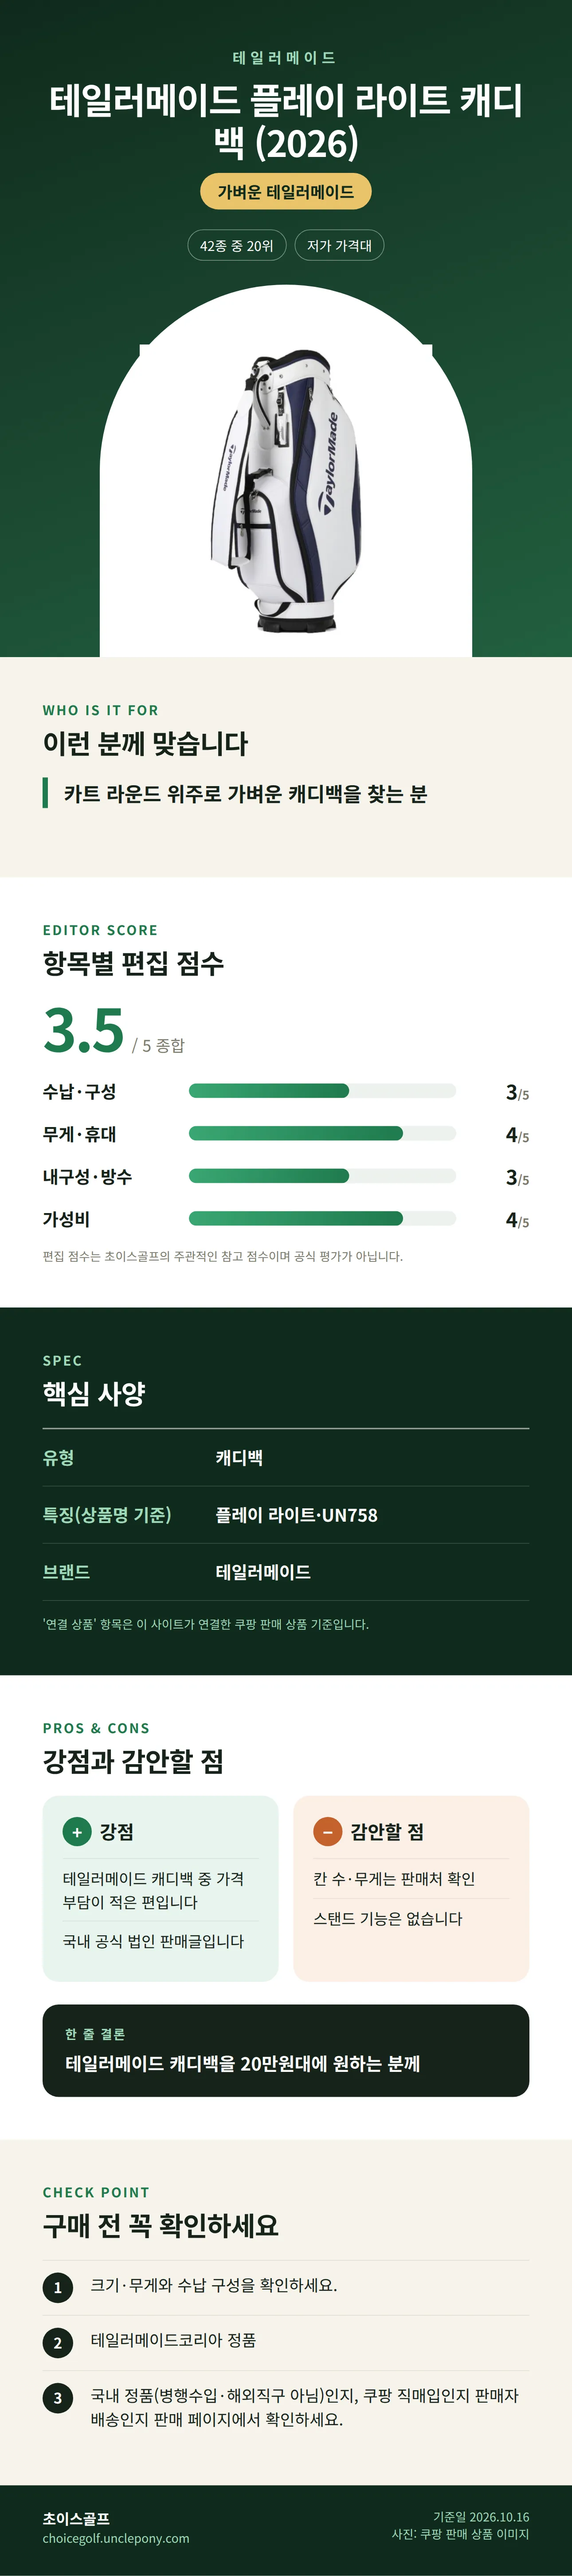 테일러메이드
테일러메이드 플레이 라이트 캐디
백 (2026)
가벼운 테일러메이드
42종 중 20위
저가 가격대
TaylorMade
TaylorMade
WHO IS IT FOR
이런 분께 맞습니다
카트 라운드 위주로 가벼운 캐디백을 찾는 분
EDITOR SCORE
항목별 편집 점수
3.5 / 5 종합
수납·구성 3/5
무게·휴대 4/5
내구성·방수 3/5
가성비 4/5
편집 점수는 초이스골프의 주관적인 참고 점수이며 공식 평가가 아닙니다.
SPEC
핵심 사양
유형 캐디백
특징(상품명 기준) 플레이 라이트·UN758
브랜드 테일러메이드
'연결 상품' 항목은 이 사이트가 연결한 쿠팡 판매 상품 기준입니다.
PROS & CONS
강점과 감안할 점
+ 강점
테일러메이드 캐디백 중 가격
부담이 적은 편입니다
국내 공식 법인 판매글입니다
− 감안할 점
칸 수·무게는 판매처 확인
스탠드 기능은 없습니다
한 줄 결론
테일러메이드 캐디백을 20만원대에 원하는 분께
CHECK POINT
구매 전 꼭 확인하세요
1 크기·무게와 수납 구성을 확인하세요.
2 테일러메이드코리아 정품
3 국내 정품(병행수입·해외직구 아님)인지, 쿠팡 직매입인지 판매자
배송인지 판매 페이지에서 확인하세요.
초이스골프
choicegolf.unclepony.com
기준일 2026.10.16
사진: 쿠팡 판매 상품 이미지